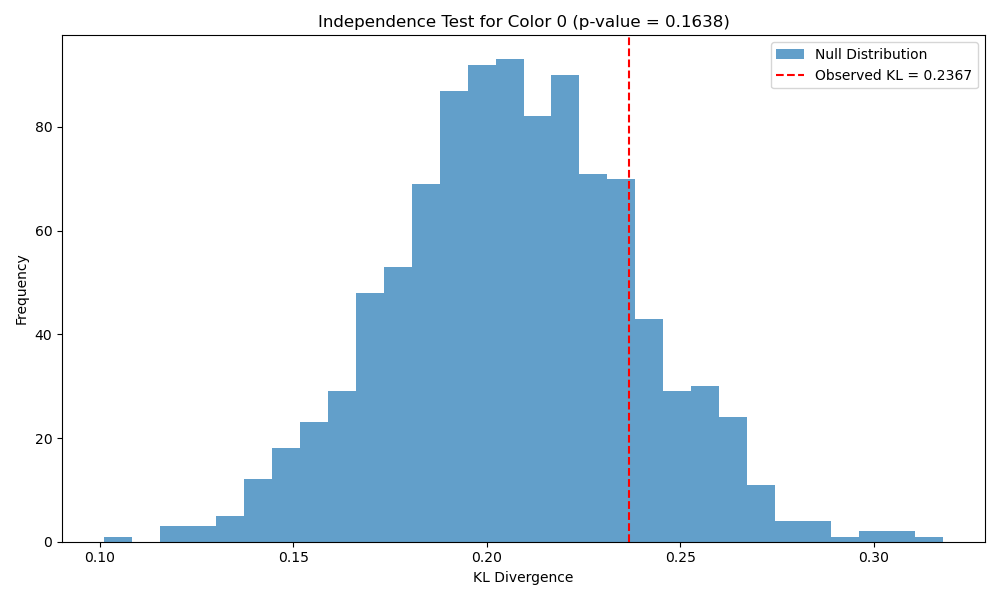 Independence Test for Color 0 (p-value = 0.1638)
Null Distribution
Observed KL = 0.2367
Frequency
80
60
40
20
0
0.10 0.15 0.20 0.25 0.30
KL Divergence